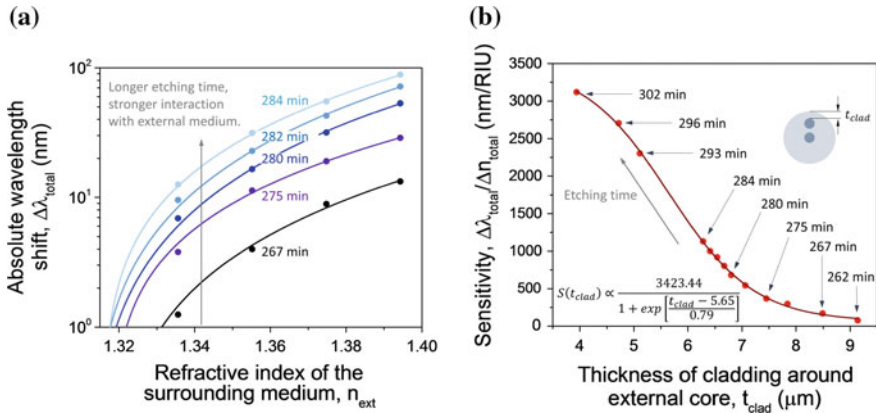 (a)
10²
10¹
10⁰
1.32
1.34
1.36
1.38
1.40
Absolute wavelength
shift, Δλtotal (nm)
Refractive index of the
surrounding medium, next
Longer etching time,
stronger interaction
with external medium.
284 min
282 min
280 min
275 min
267 min
(b)
3500
3000
2500
2000
1500
1000
500
0
4
5
6
7
8
9
Sensitivity, Δλtotal/Δntotal (nm/RIU)
Thickness of cladding around
external core, tclad (μm)
302 min
296 min
293 min
284 min
280 min
275 min
267 min
262 min
tclad
Etching time
S(tclad) ∝ 3423.44 / 1 + exp[tclad − 5.65 / 0.79]